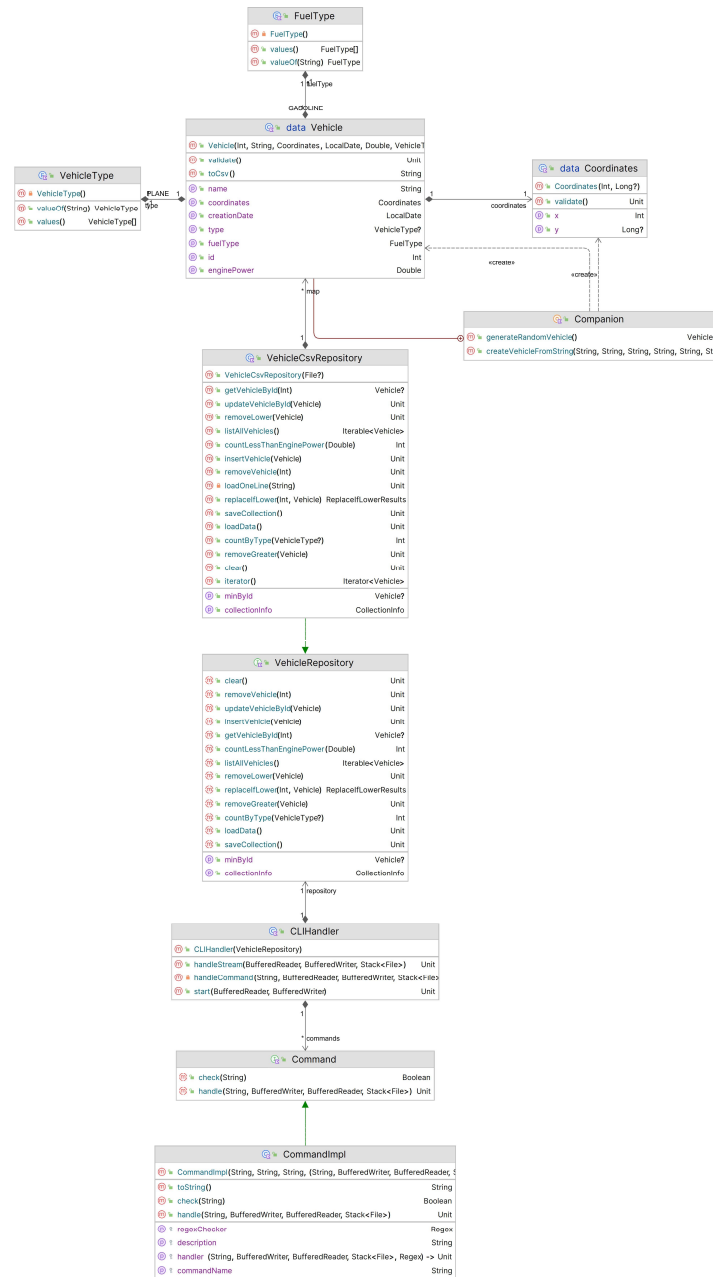 FuelType
FuelType()
values() FuelType[]
valueOf(String) FuelType
1 1
fuelType
GASOLINE
data Vehicle
Vehicle(Int, String, Coordinates, LocalDate, Double, VehicleT
validate() Unit
toCsv() String
name String
coordinates Coordinates
creationDate LocalDate
type VehicleType?
fuelType FuelType
id Int
enginePower Double
VehicleType
VehicleType()
valueOf(String) VehicleType
values() VehicleType[]
PLANE 1
type
data Coordinates
Coordinates(Int, Long?)
validate() Unit
x Int
y Long?
1 1
coordinates
«create»
«create»
Companion
generateRandomVehicle() Vehicle
createVehicleFromString(String, String, String, String, String, St
* map
1
VehicleCsvRepository
VehicleCsvRepository(File?)
getVehicleById(Int) Vehicle?
updateVehicleById(Vehicle) Unit
removeLower(Vehicle) Unit
listAllVehicles() Iterable<Vehicle>
countLessThanEnginePower(Double) Int
insertVehicle(Vehicle) Unit
removeVehicle(Int) Unit
loadOneLine(String) Unit
replaceIfLower(Int, Vehicle) ReplaceIfLowerResults
saveCollection() Unit
loadData() Unit
countByType(VehicleType?) Int
removeGreater(Vehicle) Unit
clear() Unit
iterator() Iterator<Vehicle>
minById Vehicle?
collectionInfo CollectionInfo
VehicleRepository
clear() Unit
removeVehicle(Int) Unit
updateVehicleById(Vehicle) Unit
insertVehicle(Vehicle) Unit
getVehicleById(Int) Vehicle?
countLessThanEnginePower(Double) Int
listAllVehicles() Iterable<Vehicle>
removeLower(Vehicle) Unit
replaceIfLower(Int, Vehicle) ReplaceIfLowerResults
removeGreater(Vehicle) Unit
countByType(VehicleType?) Int
loadData() Unit
saveCollection() Unit
minById Vehicle?
collectionInfo CollectionInfo
1 repository
1
CLIHandler
CLIHandler(VehicleRepository)
handleStream(BufferedReader, BufferedWriter, Stack<File>) Unit
handleCommand(String, BufferedReader, BufferedWriter, Stack<File>
start(BufferedReader, BufferedWriter) Unit
1
* commands
Command
check(String) Boolean
handle(String, BufferedWriter, BufferedReader, Stack<File>) Unit
CommandImpl
CommandImpl(String, String, String, (String, BufferedWriter, BufferedReader, S
toString() String
check(String) Boolean
handle(String, BufferedWriter, BufferedReader, Stack<File>) Unit
regexChecker Regex
description String
handler (String, BufferedWriter, BufferedReader, Stack<File>, Regex) -> Unit
commandName String